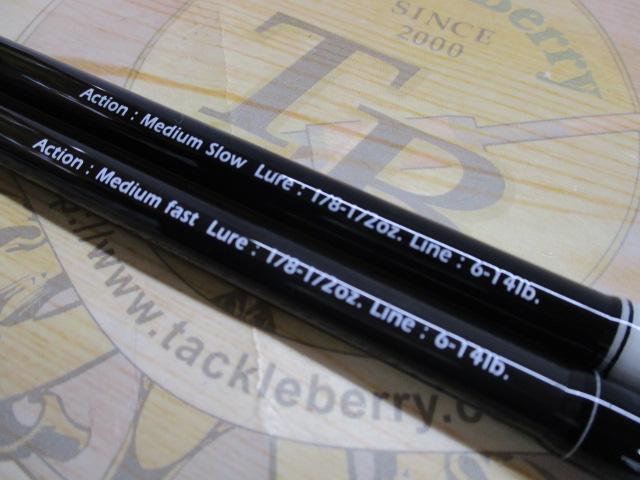 SINCE
2000
TB
Action : Medium Slow Lure : 1/8-1/2oz. Line : 6-14lb.
Action : Medium fast Lure : 1/8-1/2oz. Line : 6-14lb.
www.tackleberry.